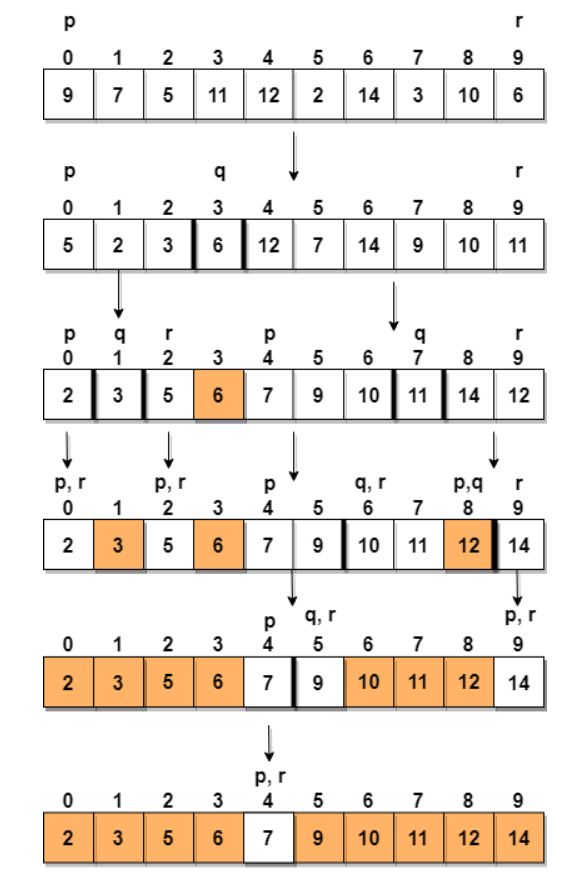 p r
0 1 2 3 4 5 6 7 8 9
9 7 5 11 12 2 14 3 10 6
p q r
0 1 2 3 4 5 6 7 8 9
5 2 3 6 12 7 14 9 10 11
p q r p q r
0 1 2 3 4 5 6 7 8 9
2 3 5 6 7 9 10 11 14 12
p, r p, r p q, r p,q r
0 1 2 3 4 5 6 7 8 9
2 3 5 6 7 9 10 11 12 14
p q, r p, r
0 1 2 3 4 5 6 7 8 9
2 3 5 6 7 9 10 11 12 14
p, r
0 1 2 3 4 5 6 7 8 9
2 3 5 6 7 9 10 11 12 14